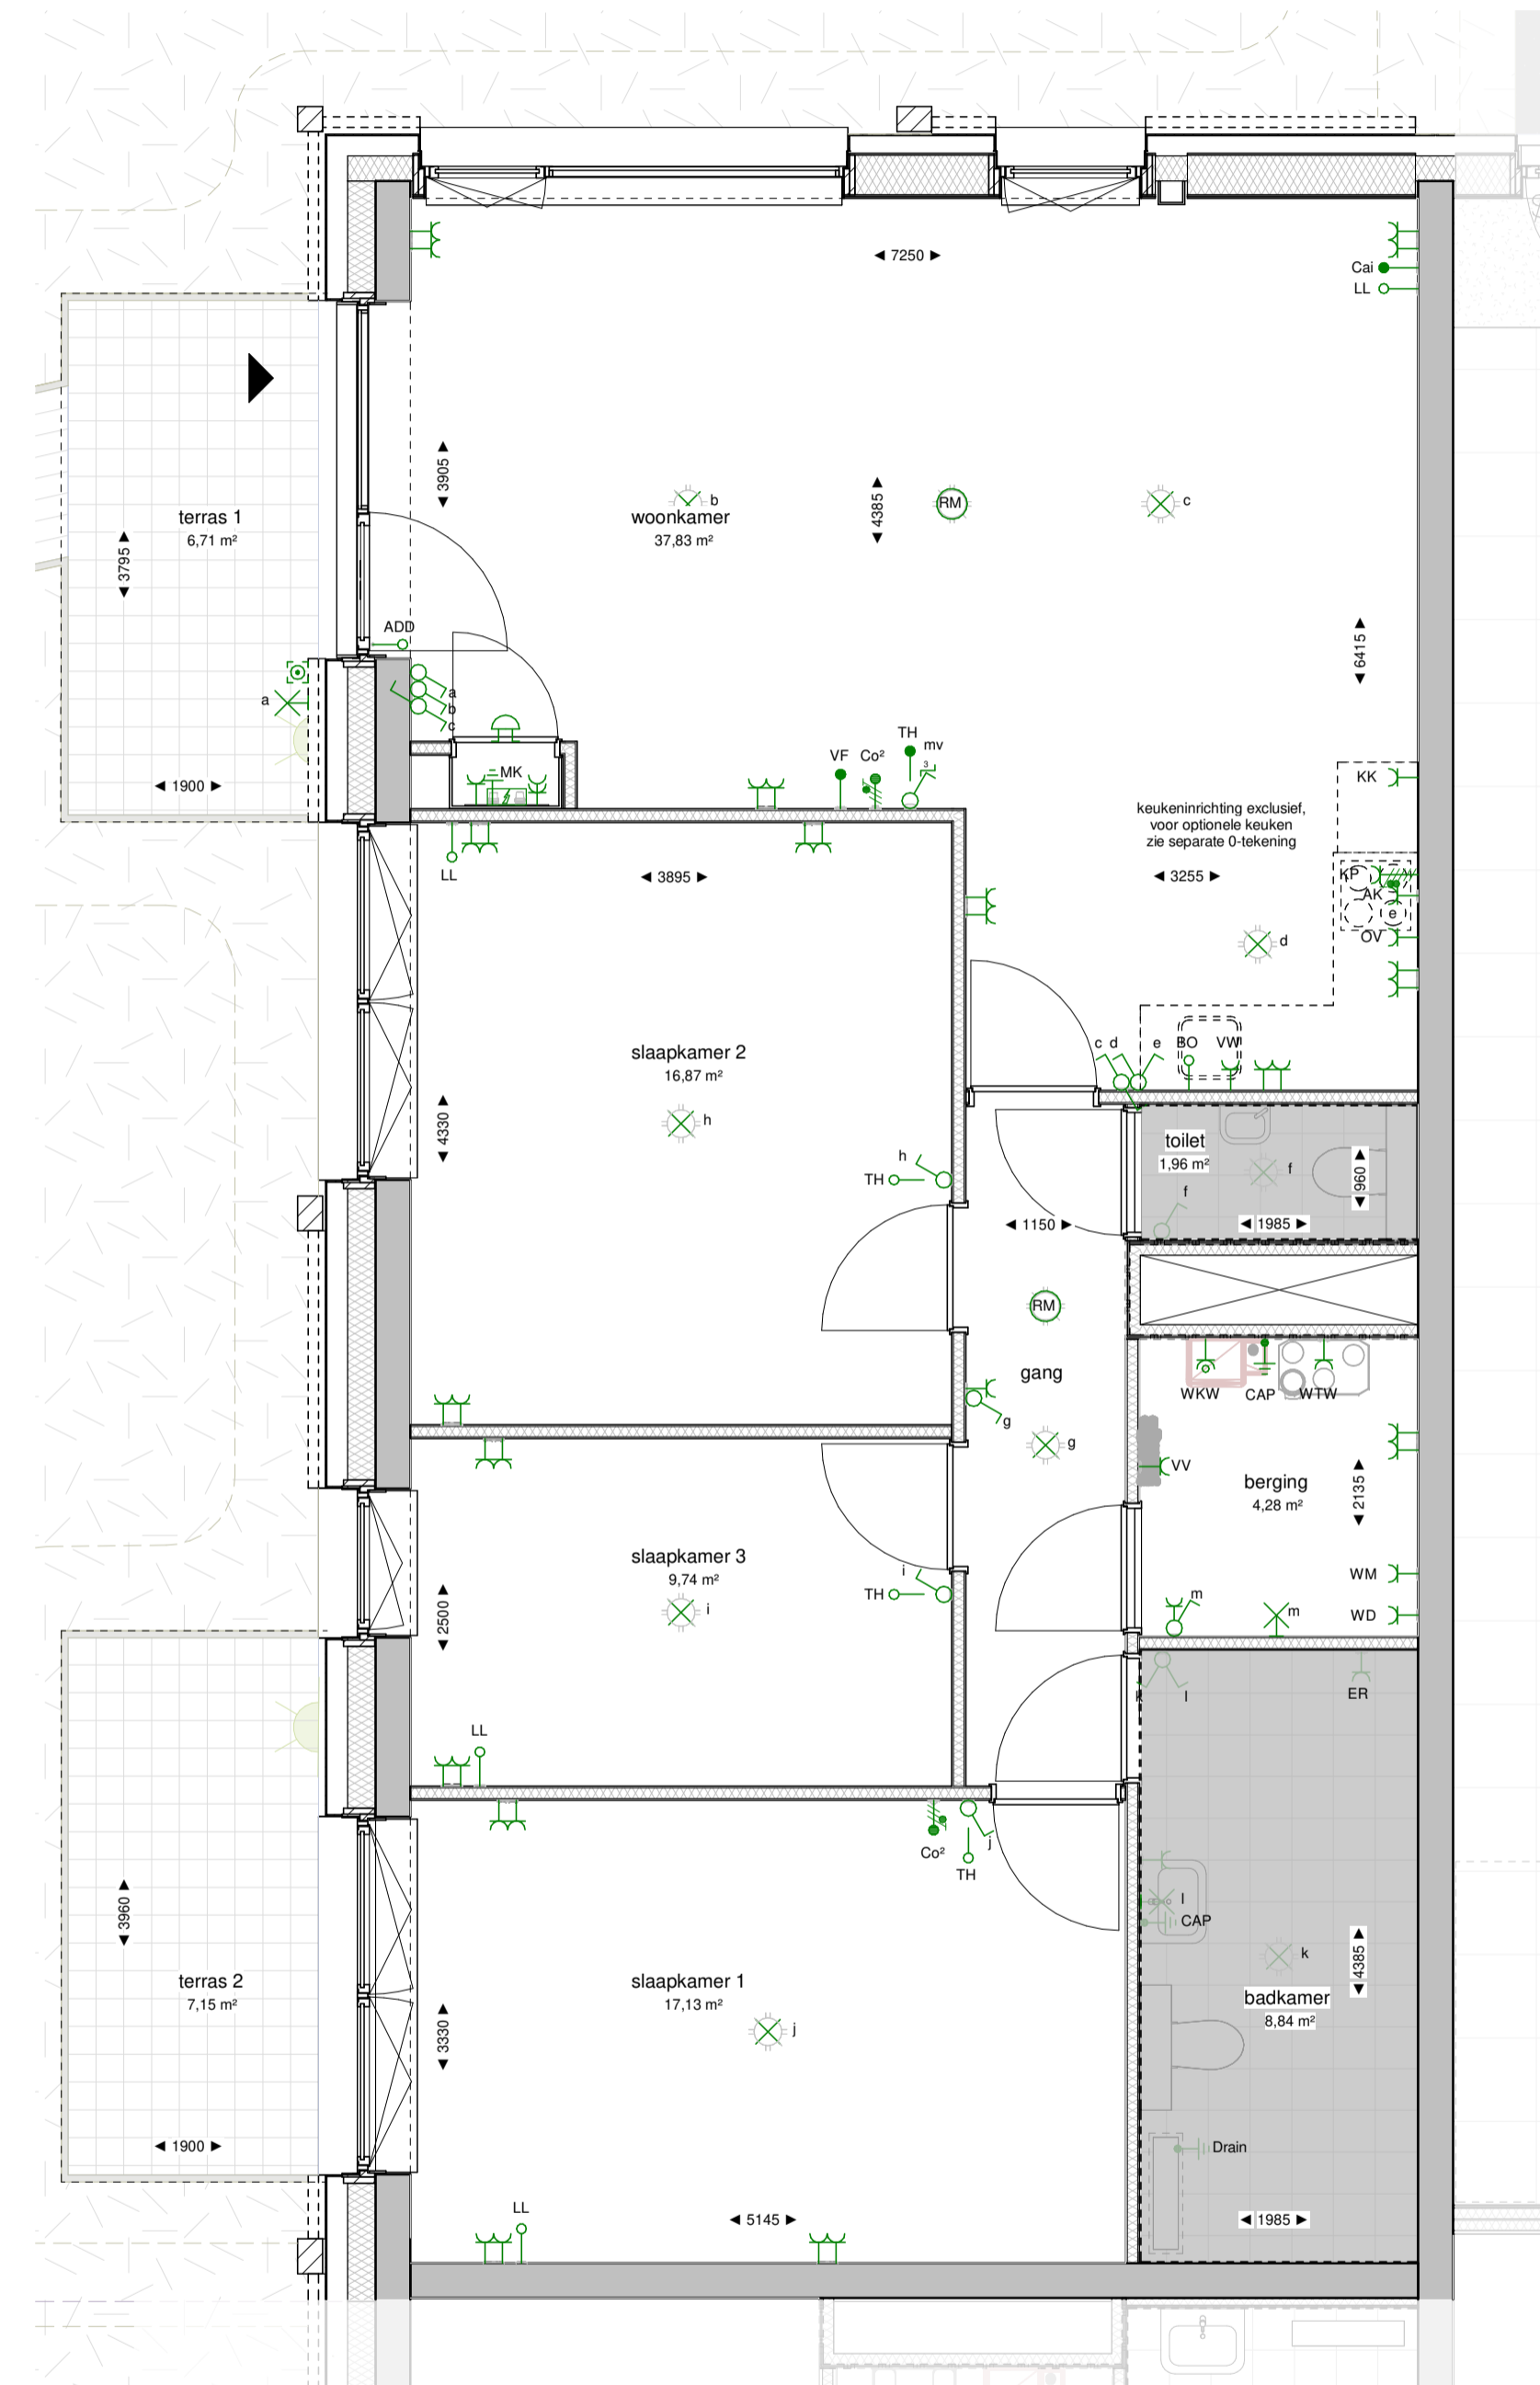 7250
Cai
LL
3905
b
RM
c
4385
woonkamer
37,83 m²
terras 1
6,71 m²
3795
ADD
6415
a
a
b
c
1900
MK
VF
Co²
TH
mv
3
KK
keukeninrichting exclusief,
voor optionele keuken
zie separate 0-tekening
LL
3895
3255
KP
AK
e
OV
d
c d
e
BO
VW
slaapkamer 2
16,87 m²
h
4330
toilet
1,96 m²
f
960
h
TH
f
1150
1985
RM
gang
WKW
CAP
WTW
g
g
VV
berging
4,28 m²
2135
slaapkamer 3
9,74 m²
i
i
TH
2500
WM
WD
m
m
k
l
ER
LL
Co²
j
TH
l
CAP
3960
k
4385
terras 2
7,15 m²
slaapkamer 1
17,13 m²
badkamer
8,84 m²
j
3330
1900
Drain
LL
5145
1985